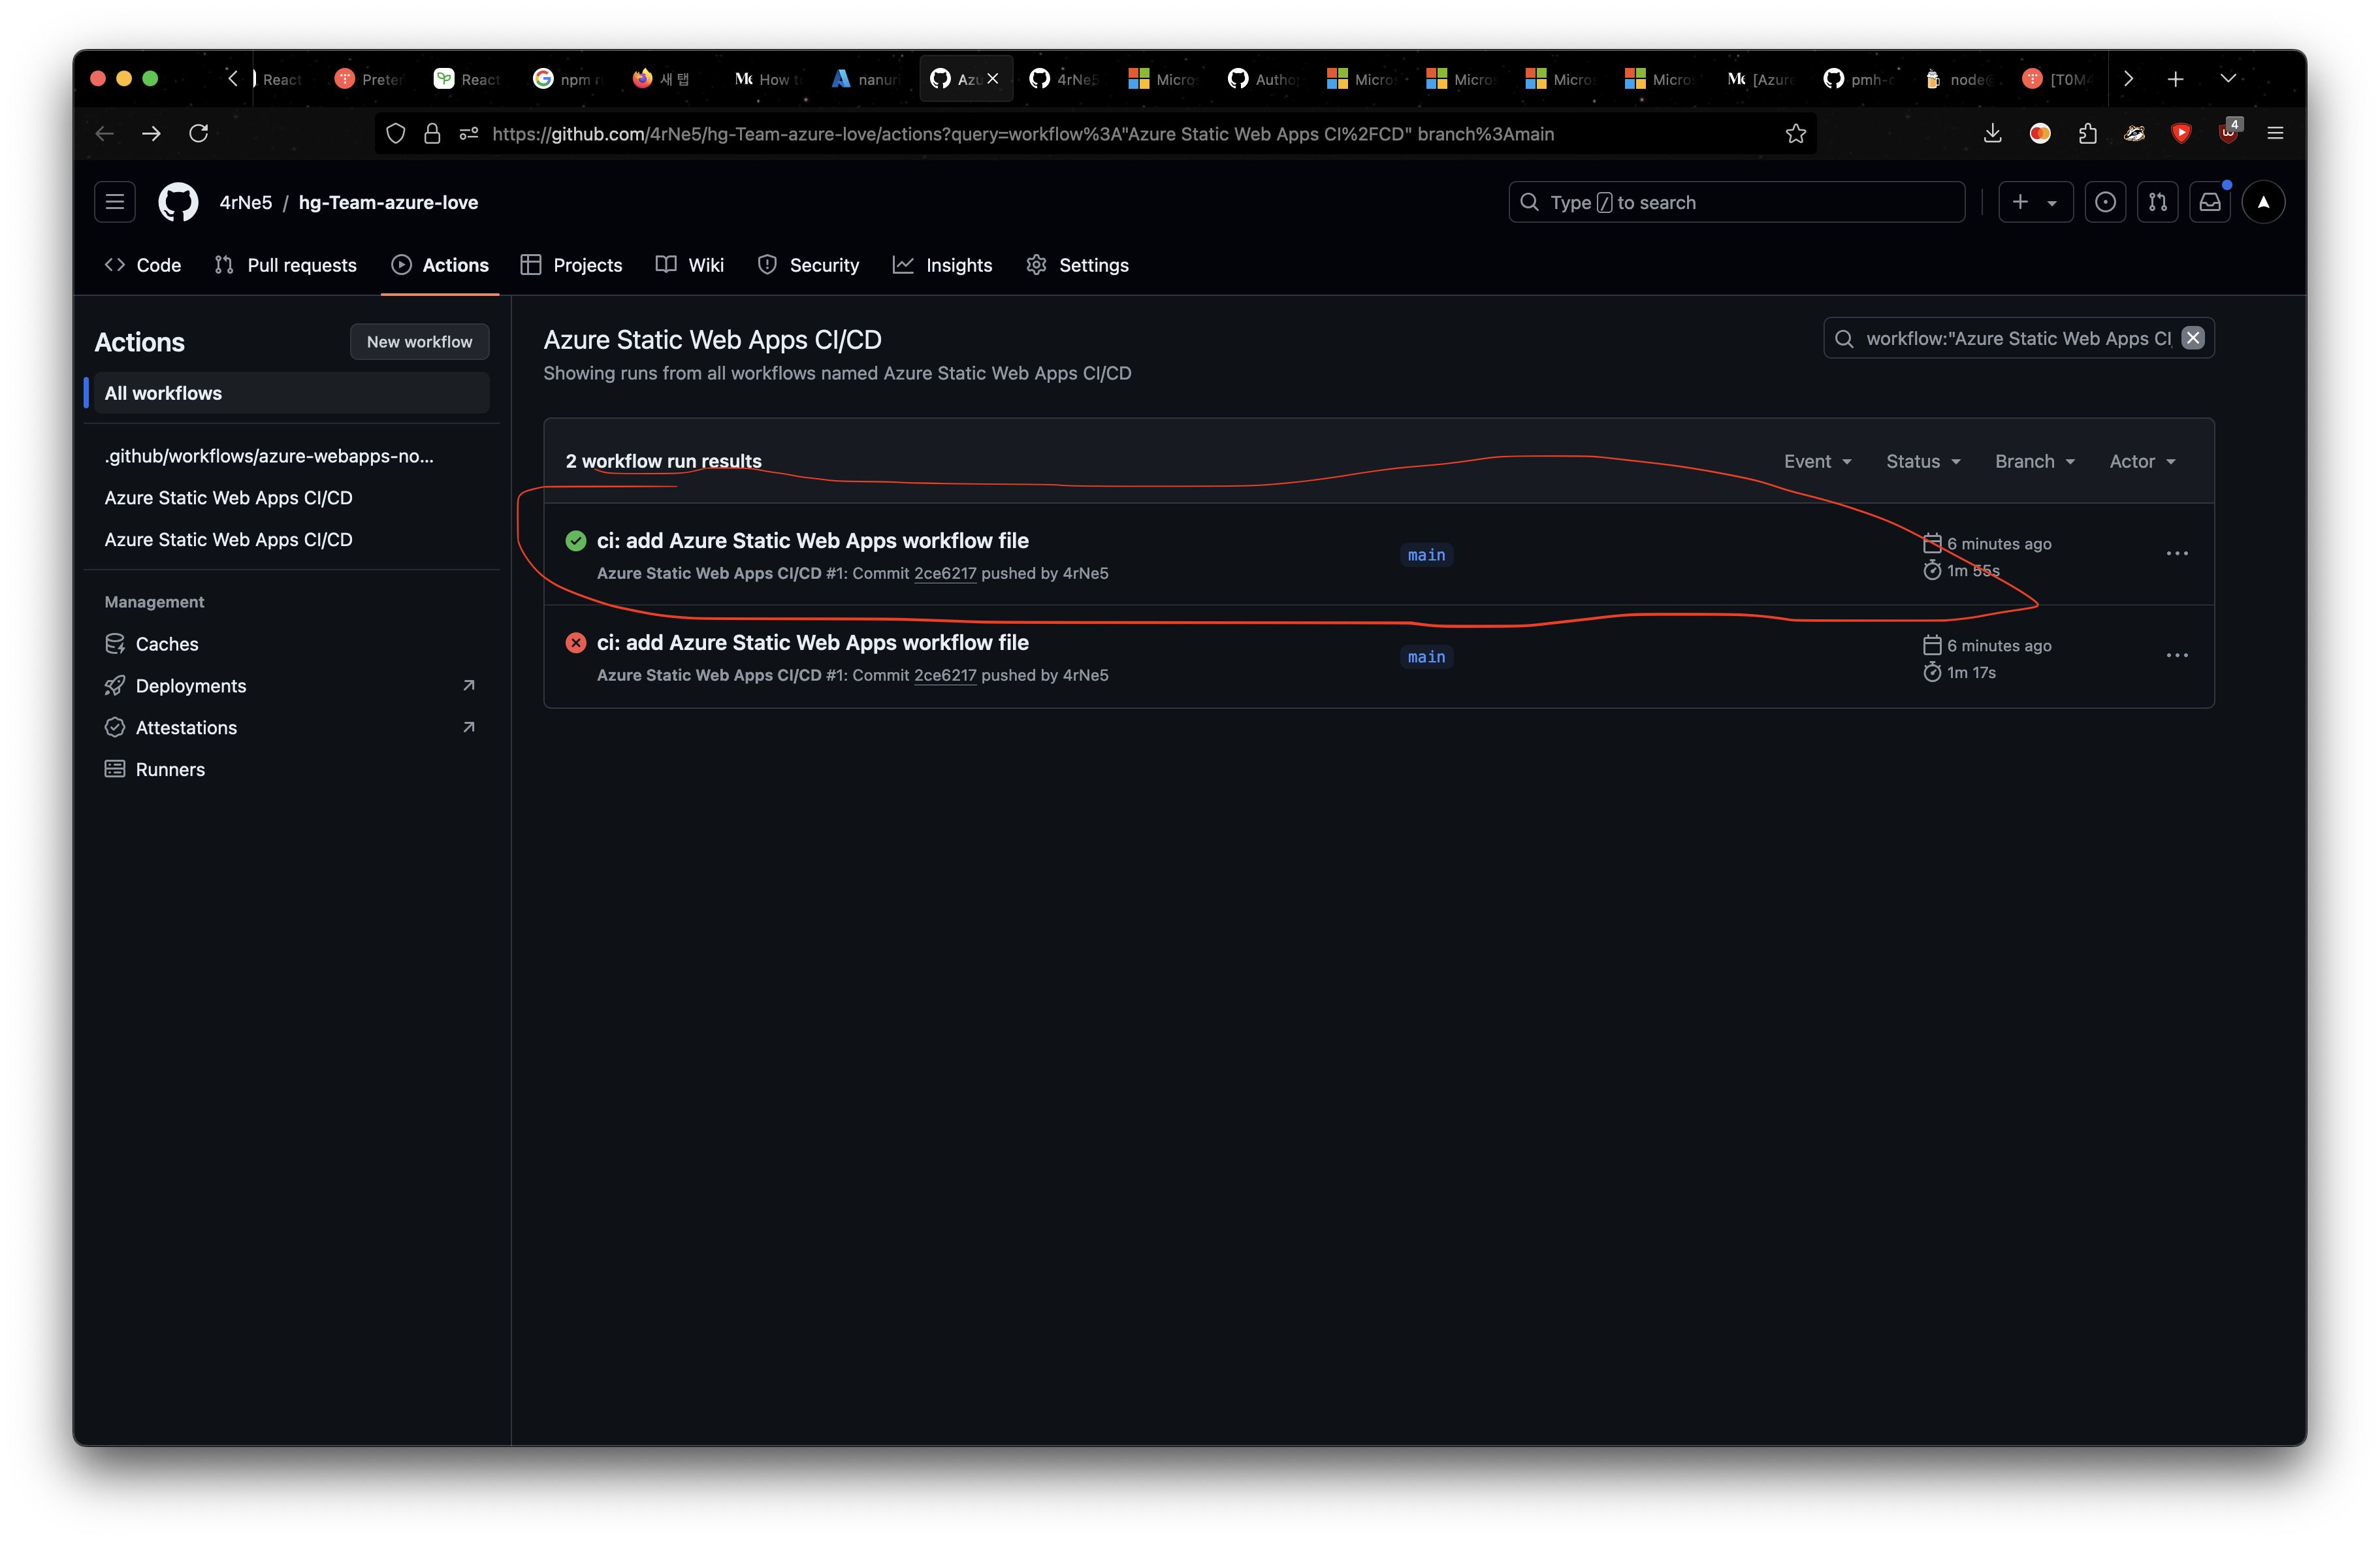 React
Preter
React
npm r
새 탭
How t
nanur
Azu
4rNe5
Micros
Autho
Micro
Micro
Micros
Micros
[Azure
pmh-c
node@
[T0M4
https://github.com/4rNe5/hg-Team-azure-love/actions?query=workflow%3A"Azure Static Web Apps CI%2FCD" branch%3Amain
4
4rNe5 / hg-Team-azure-love
Type / to search
Code
Pull requests
Actions
Projects
Wiki
Security
Insights
Settings
Actions
New workflow
All workflows
.github/workflows/azure-webapps-no...
Azure Static Web Apps CI/CD
Azure Static Web Apps CI/CD
Management
Caches
Deployments
Attestations
Runners
Azure Static Web Apps CI/CD
Showing runs from all workflows named Azure Static Web Apps CI/CD
workflow:"Azure Static Web Apps CI
2 workflow run results
Event
Status
Branch
Actor
ci: add Azure Static Web Apps workflow file
Azure Static Web Apps CI/CD #1: Commit 2ce6217 pushed by 4rNe5
main
6 minutes ago
1m 55s
ci: add Azure Static Web Apps workflow file
Azure Static Web Apps CI/CD #1: Commit 2ce6217 pushed by 4rNe5
main
6 minutes ago
1m 17s